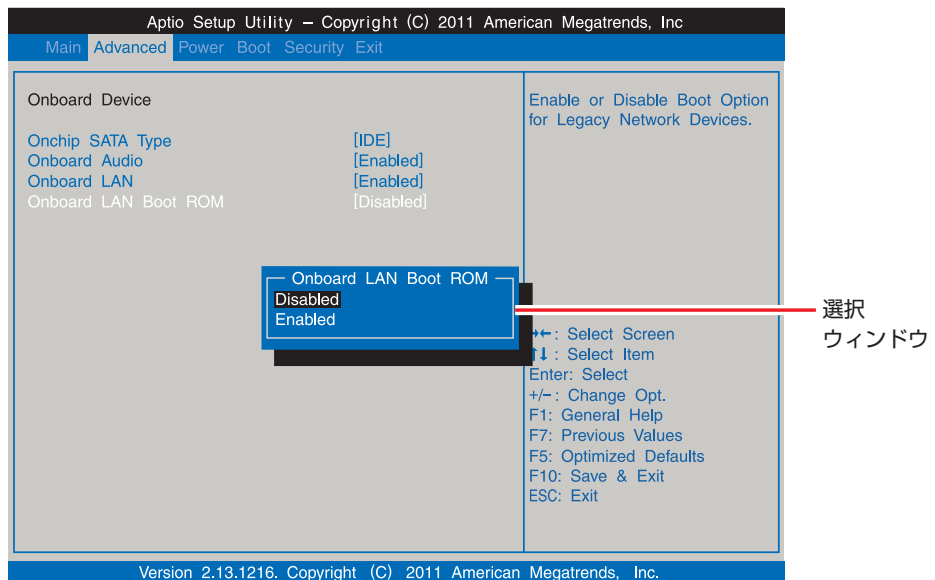 Aptio Setup Utility – Copyright (C) 2011 American Megatrends, Inc
Main Advanced Power Boot Security Exit
Onboard Device
Onchip SATA Type [IDE]
Onboard Audio [Enabled]
Onboard LAN [Enabled]
Onboard LAN Boot ROM [Disabled]
Enable or Disable Boot Option
for Legacy Network Devices.
Onboard LAN Boot ROM
Disabled
Enabled
選択
ウィンドウ
→←: Select Screen
↑↓: Select Item
Enter: Select
+/−: Change Opt.
F1: General Help
F7: Previous Values
F5: Optimized Defaults
F10: Save & Exit
ESC: Exit
Version 2.13.1216. Copyright (C) 2011 American Megatrends, Inc.